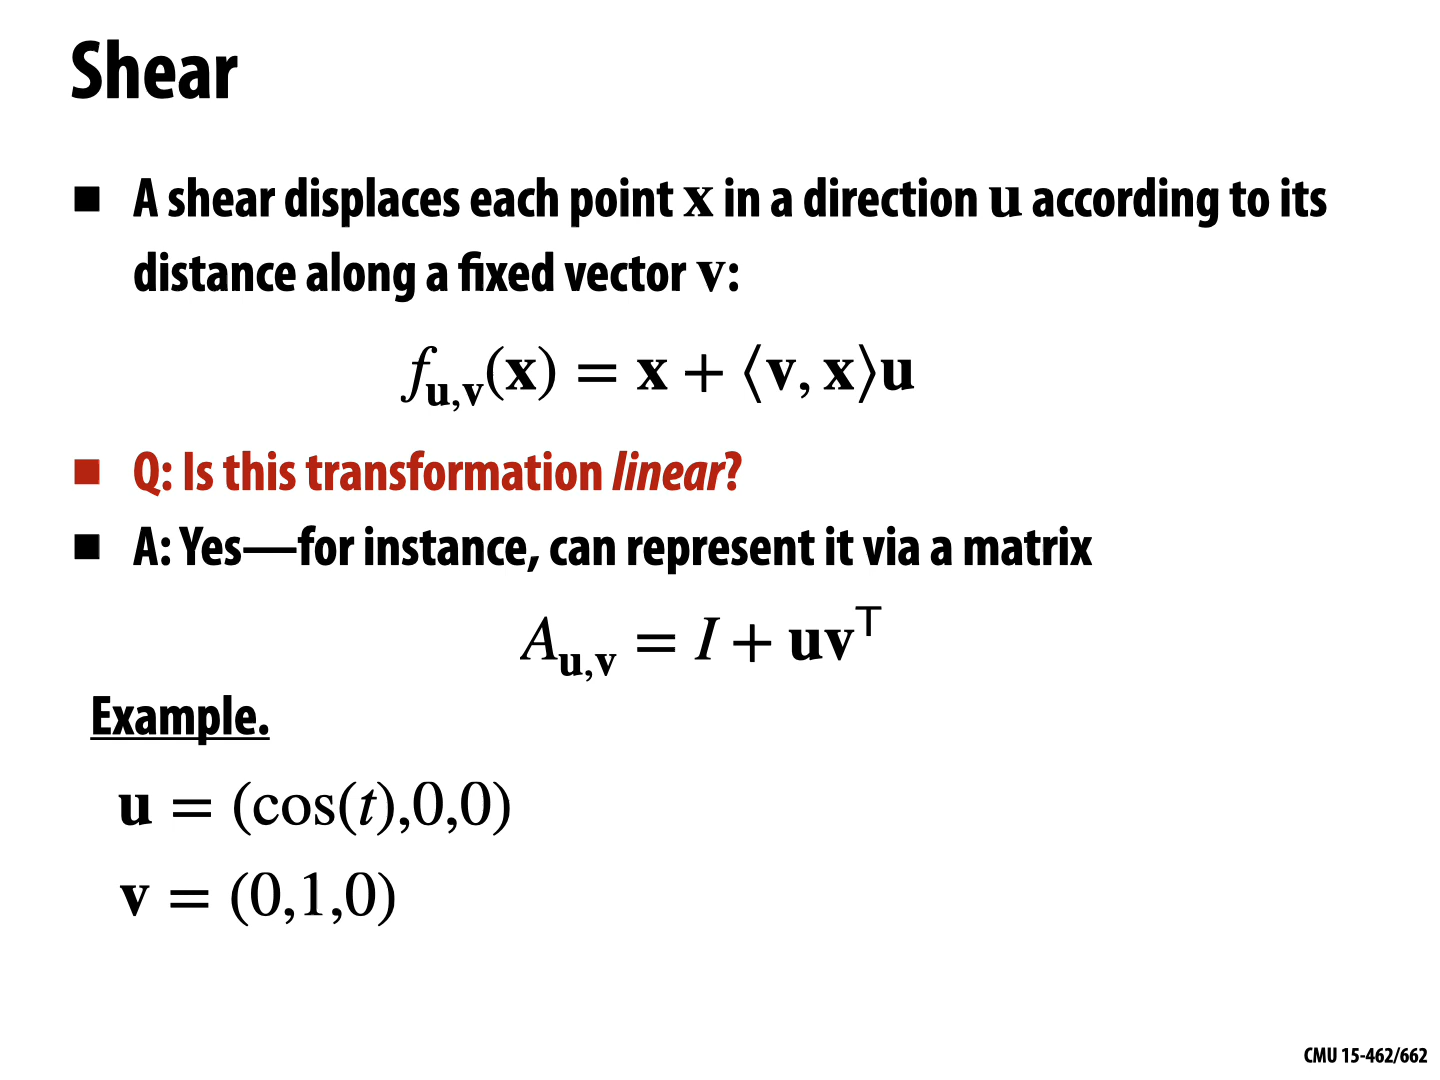 Shear
■ A shear displaces each point 𝐱 in a direction 𝐮 according to its
distance along a fixed vector 𝐯:
f𝐮,𝐯(𝐱) = 𝐱 + ⟨𝐯, 𝐱⟩𝐮
■ Q: Is this transformation linear?
■ A: Yes—for instance, can represent it via a matrix
A𝐮,𝐯 = I + 𝐮𝐯⊤
Example.
𝐮 = (cos(t),0,0)
𝐯 = (0,1,0)
CMU 15-462/662